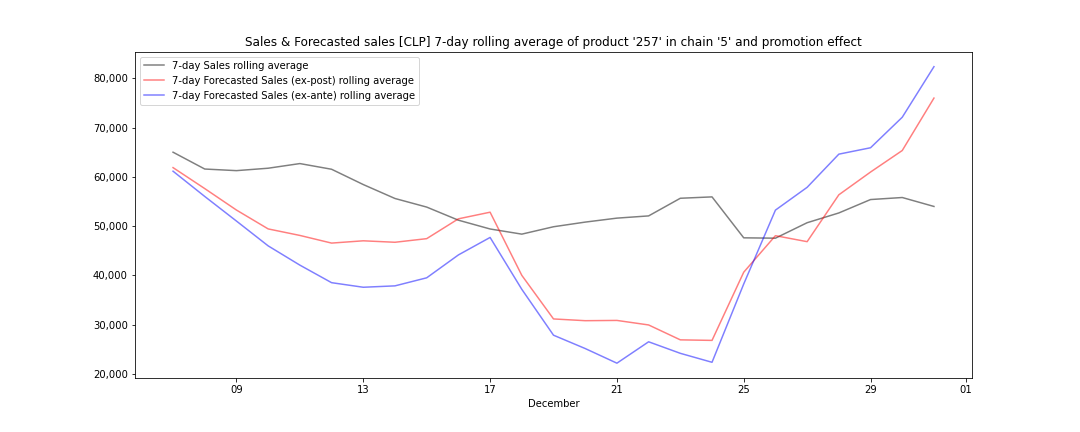 Sales & Forecasted sales [CLP] 7-day rolling average of product '257' in chain '5' and promotion effect
7-day Sales rolling average
7-day Forecasted Sales (ex-post) rolling average
7-day Forecasted Sales (ex-ante) rolling average
80,000
70,000
60,000
50,000
40,000
30,000
20,000
09 13 17 21 25 29 01
December